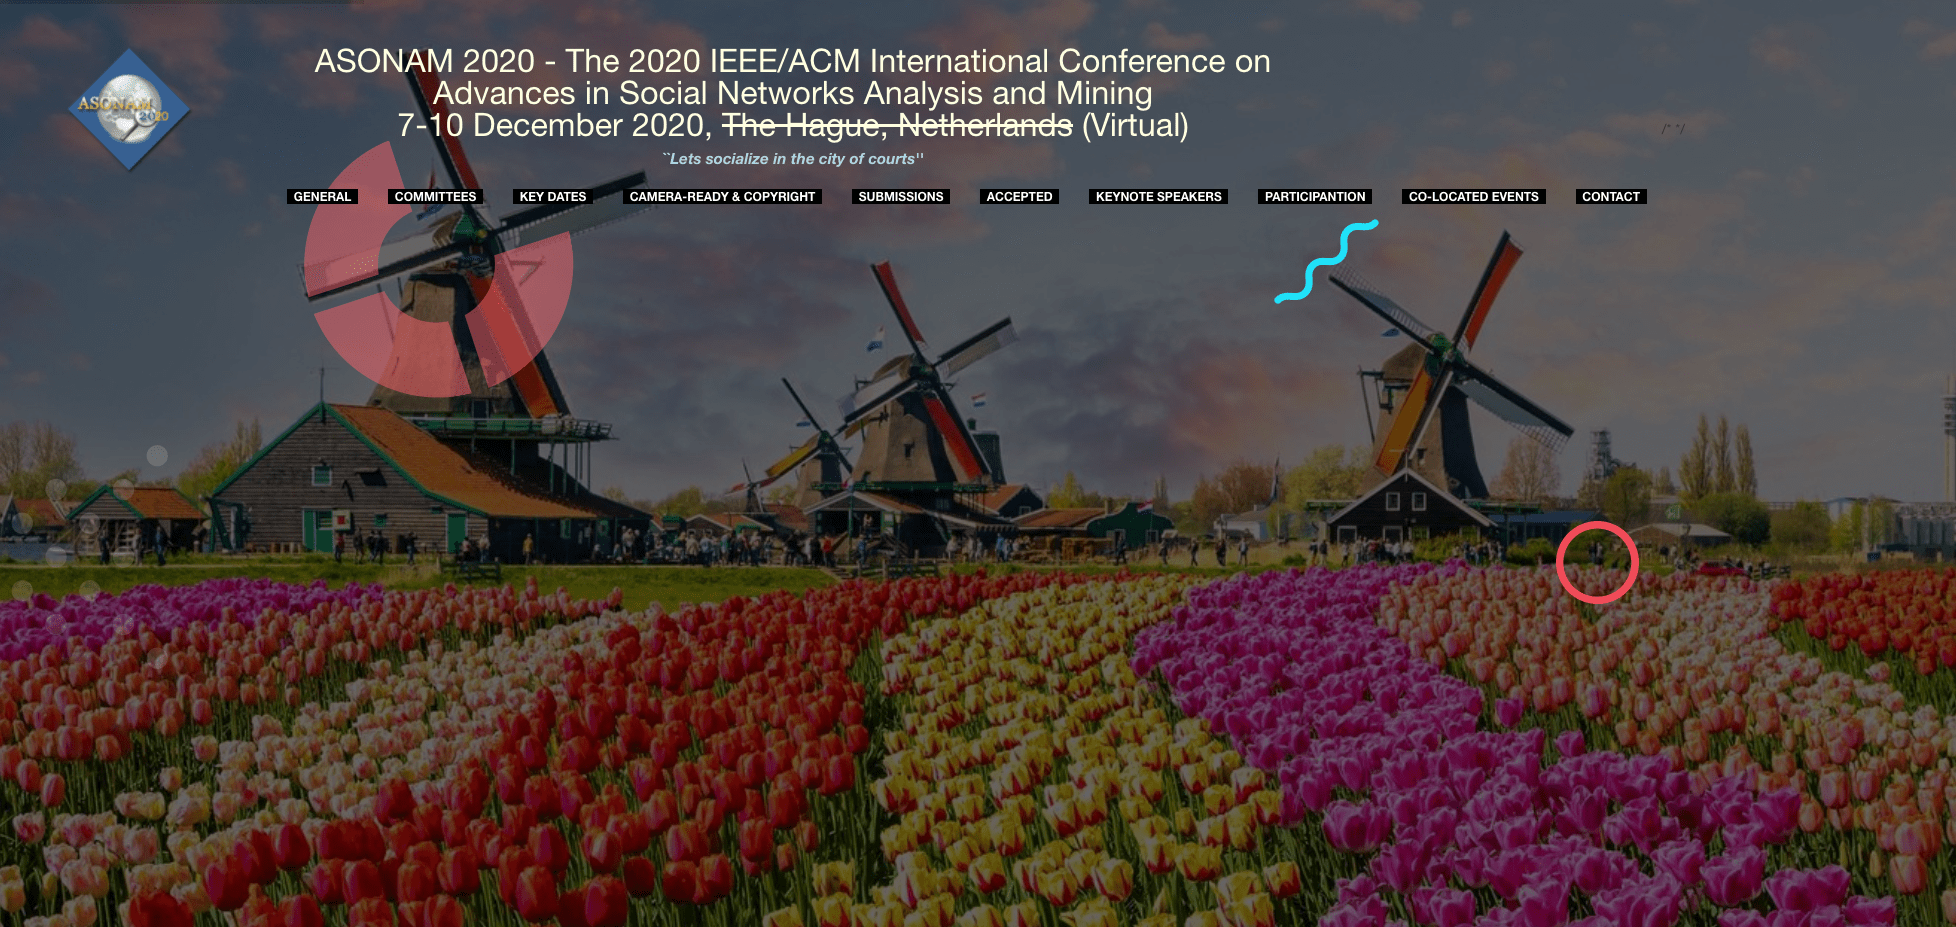 ASONAM 2020 - The 2020 IEEE/ACM International Conference on
Advances in Social Networks Analysis and Mining
7-10 December 2020, The Hague, Netherlands (Virtual)
``Lets socialize in the city of courts''
ASONAM
2020
/* */
GENERAL COMMITTEES KEY DATES CAMERA-READY & COPYRIGHT SUBMISSIONS ACCEPTED KEYNOTE SPEAKERS PARTICIPANTION CO-LOCATED EVENTS CONTACT